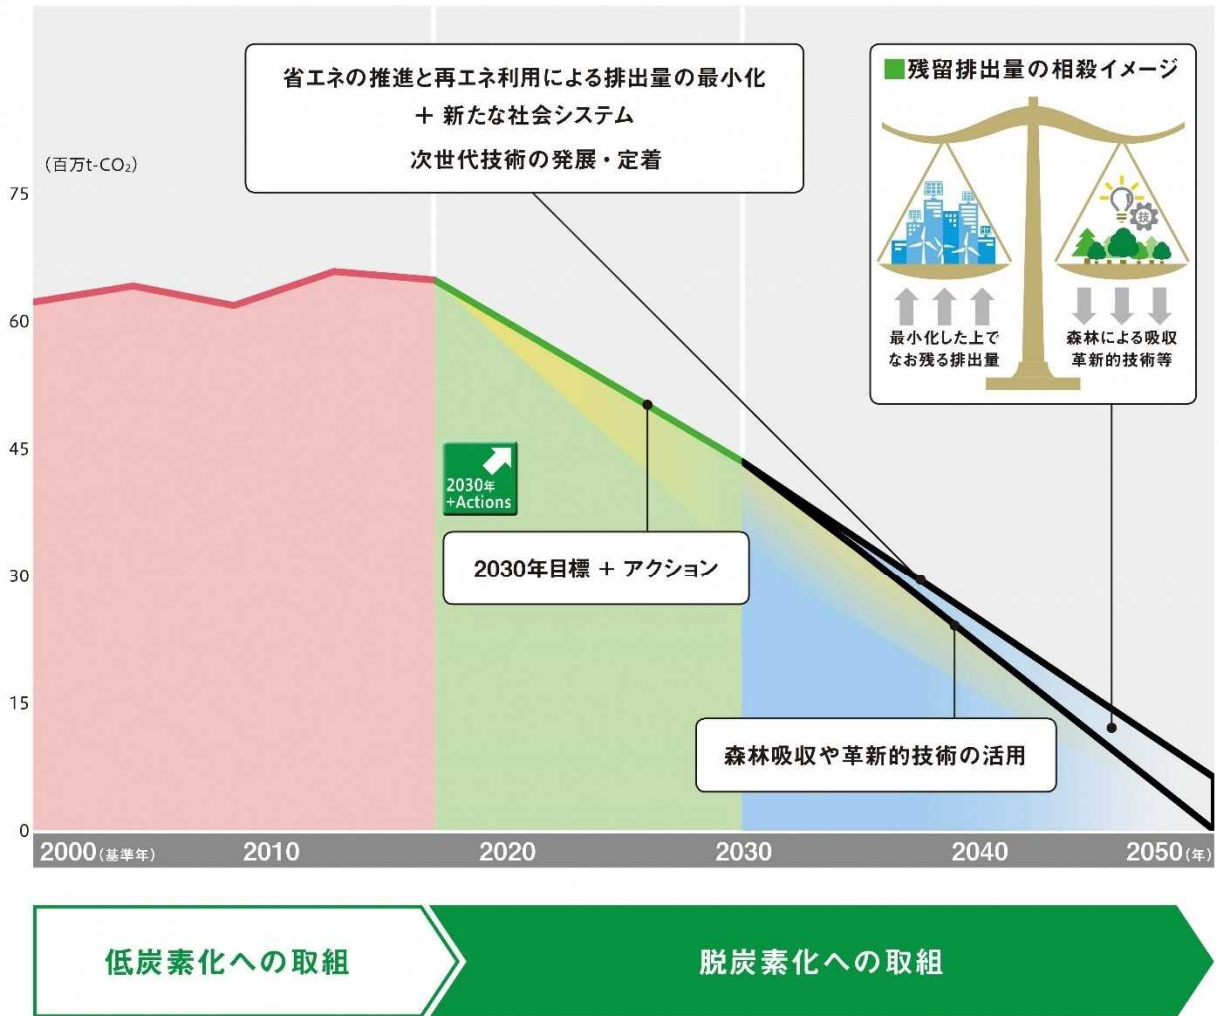 省エネの推進と再エネ利用による排出量の最小化
+ 新たな社会システム
次世代技術の発展・定着
■残留排出量の相殺イメージ
技
最小化した上で
なお残る排出量
森林による吸収
革新的技術等
(百万t-CO₂)
75
60
45
30
15
0
2030年
+Actions
2030年目標 + アクション
森林吸収や革新的技術の活用
2000(基準年) 2010 2020 2030 2040 2050(年)
低炭素化への取組
脱炭素化への取組